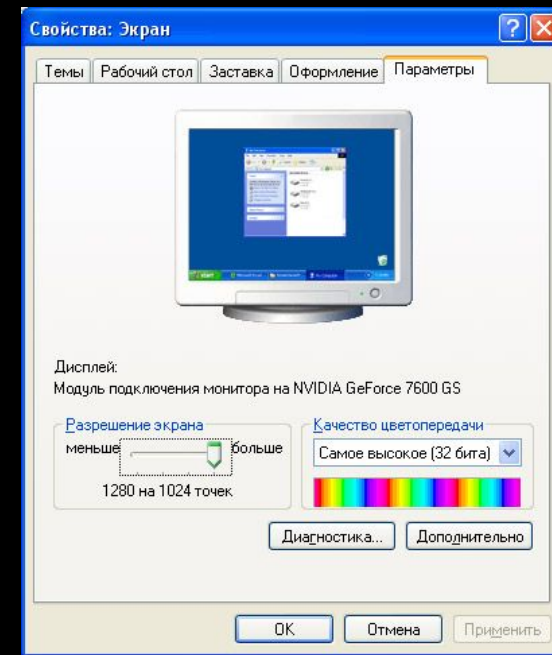 Свойства: Экран
Темы Рабочий стол Заставка Оформление Параметры
Дисплей:
Модуль подключения монитора на NVIDIA GeForce 7600 GS
Разрешение экрана
меньше больше
1280 на 1024 точек
Качество цветопередачи
Самое высокое (32 бита)
Диагностика... Дополнительно
OK Отмена Применить